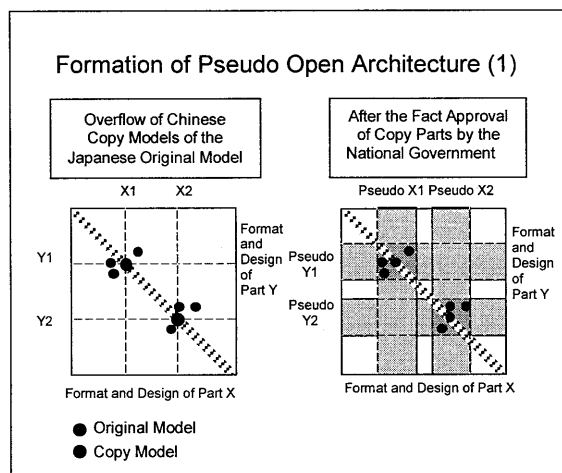 Formation of Pseudo Open Architecture (1)
Overflow of Chinese
Copy Models of the
Japanese Original Model
X1 X2
Y1
Y2
Format
and
Design
of
Part Y
Format and Design of Part X
After the Fact Approval
of Copy Parts by the
National Government
Pseudo X1 Pseudo X2
Pseudo
Y1
Pseudo
Y2
Format
and
Design
of
Part Y
Format and Design of Part X
Original Model
Copy Model